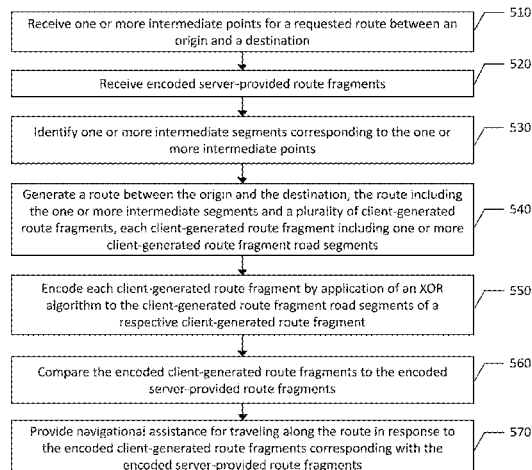 Receive one or more intermediate points for a requested route between an
origin and a destination
510
Receive encoded server-provided route fragments
520
Identify one or more intermediate segments corresponding to the one or
more intermediate points
530
Generate a route between the origin and the destination, the route including
the one or more intermediate segments and a plurality of client-generated
route fragments, each client-generated route fragment including one or more
client-generated route fragment road segments
540
Encode each client-generated route fragment by application of an XOR
algorithm to the client-generated route fragment road segments of a
respective client-generated route fragment
550
Compare the encoded client-generated route fragments to the encoded
server-provided route fragments
560
Provide navigational assistance for traveling along the route in response to
the encoded client-generated route fragments corresponding with the
encoded server-provided route fragments
570